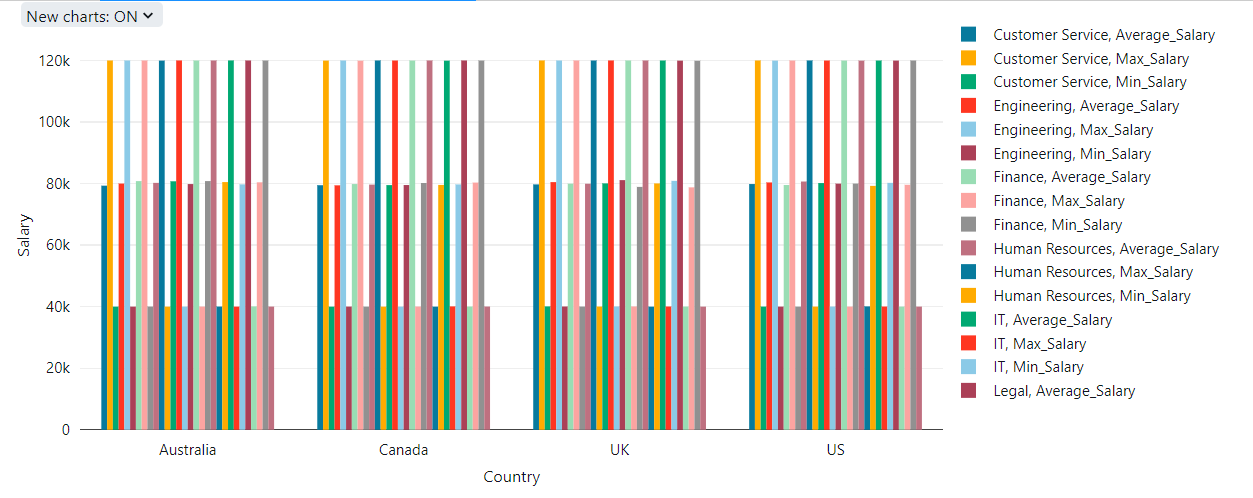 New charts: ON
120k
100k
80k
60k
40k
20k
0
Salary
Australia
Canada
UK
US
Country
Customer Service, Average_Salary
Customer Service, Max_Salary
Customer Service, Min_Salary
Engineering, Average_Salary
Engineering, Max_Salary
Engineering, Min_Salary
Finance, Average_Salary
Finance, Max_Salary
Finance, Min_Salary
Human Resources, Average_Salary
Human Resources, Max_Salary
Human Resources, Min_Salary
IT, Average_Salary
IT, Max_Salary
IT, Min_Salary
Legal, Average_Salary